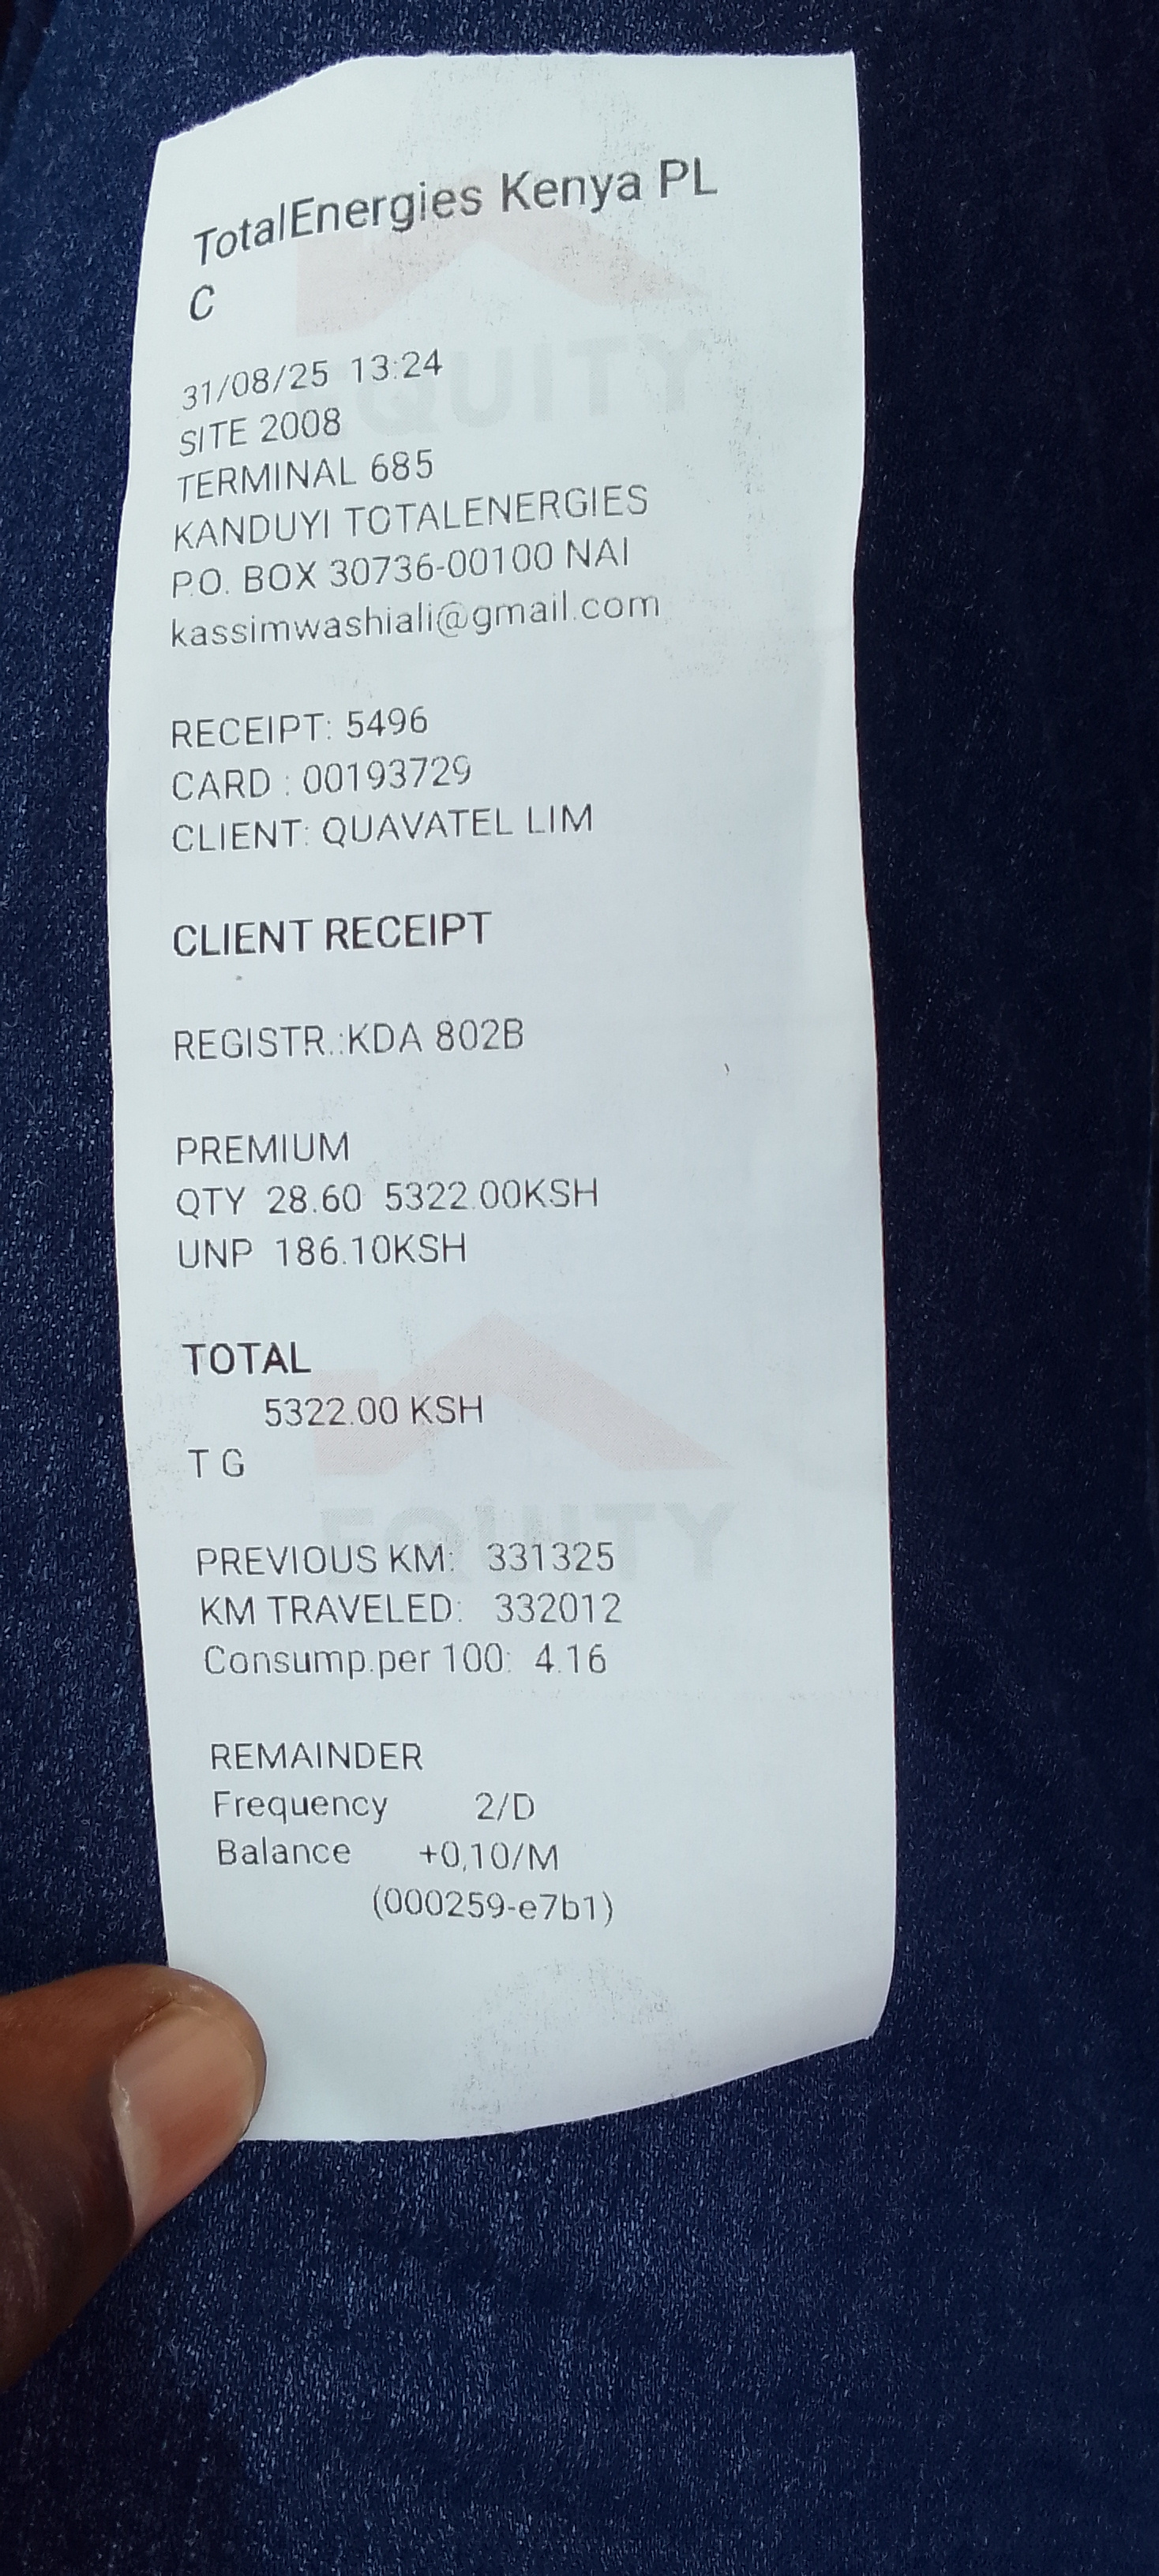 TotalEnergies Kenya PL
C
31/08/25 13:24
SITE 2008
TERMINAL 685
KANDUYI TOTALENERGIES
P.O. BOX 30736-00100 NAI
kassimwashiali@gmail.com
RECEIPT: 5496
CARD : 00193729
CLIENT: QUAVATEL LIM
CLIENT RECEIPT
REGISTR.:KDA 802B
PREMIUM
QTY 28.60 5322.00KSH
UNP 186.10KSH
TOTAL
5322.00 KSH
T G
PREVIOUS KM: 331325
KM TRAVELED: 332012
Consump.per 100: 4.16
REMAINDER
Frequency 2/D
Balance +0,10/M
(000259-e7b1)
EQUITY
EQUITY